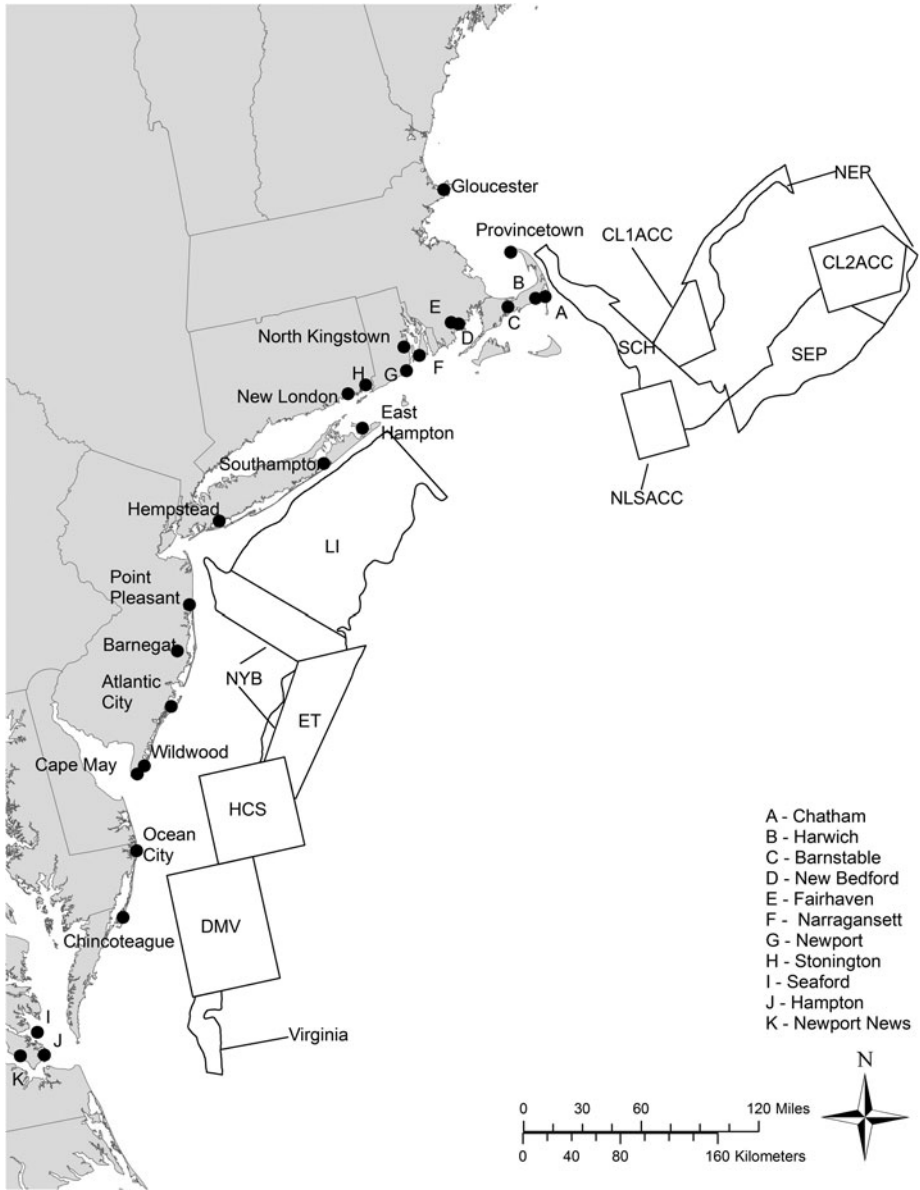 Gloucester
NER
Provincetown
CL1ACC
CL2ACC
B
E
C
A
D
North Kingstown
F
SCH
SEP
H
G
New London
East
Hampton
Southampton
NLSACC
Hempstead
LI
Point
Pleasant
Barnegat
NYB
Atlantic
City
ET
Wildwood
Cape May
HCS
Ocean
City
DMV
Chincoteague
I
J
Virginia
K
A - Chatham
B - Harwich
C - Barnstable
D - New Bedford
E - Fairhaven
F - Narragansett
G - Newport
H - Stonington
I - Seaford
J - Hampton
K - Newport News
N
0 30 60 120 Miles
0 40 80 160 Kilometers